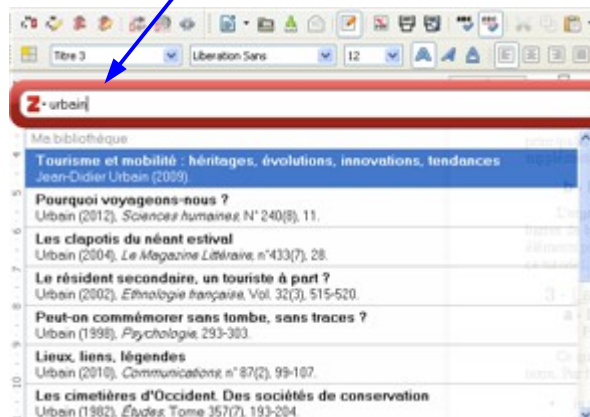 Titre 3 Liberation Sans 12
Z urbain
Ma bibliothèque
Tourisme et mobilité : héritages, évolutions, innovations, tendances
Jean-Didier Urbain (2009).
Pourquoi voyageons-nous ?
Urbain (2012), Sciences humaines, N° 240(8), 11.
Les clapotis du néant estival
Urbain (2004), Le Magazine Littéraire, n°433(7), 28.
Le résident secondaire, un touriste à part ?
Urbain (2002), Ethnologie française, Vol. 32(3), 515-520.
Peut-on commémorer sans tombe, sans traces ?
Urbain (1998), Psychologie, 293-303.
Lieux, liens, légendes
Urbain (2010), Communications, n° 87(2), 99-107.
Les cimetières d'Occident. Des sociétés de conservation
Urbain (1982), Études, Tome 357(7), 193-204.